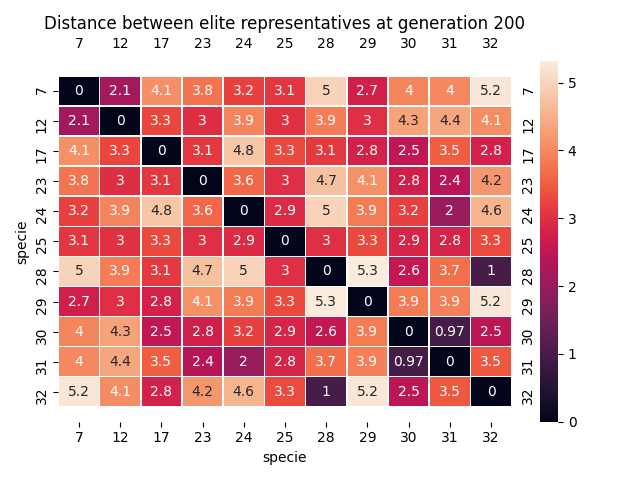 Distance between elite representatives at generation 200
7 12 17 23 24 25 28 29 30 31 32
7 0 2.1 4.1 3.8 3.2 3.1 5 2.7 4 4 5.2 7
12 2.1 0 3.3 3 3.9 3 3.9 3 4.3 4.4 4.1 12
17 4.1 3.3 0 3.1 4.8 3.3 3.1 2.8 2.5 3.5 2.8 17
23 3.8 3 3.1 0 3.6 3 4.7 4.1 2.8 2.4 4.2 23
24 3.2 3.9 4.8 3.6 0 2.9 5 3.9 3.2 2 4.6 24
25 3.1 3 3.3 3 2.9 0 3 3.3 2.9 2.8 3.3 25
28 5 3.9 3.1 4.7 5 3 0 5.3 2.6 3.7 1 28
29 2.7 3 2.8 4.1 3.9 3.3 5.3 0 3.9 3.9 5.2 29
30 4 4.3 2.5 2.8 3.2 2.9 2.6 3.9 0 0.97 2.5 30
31 4 4.4 3.5 2.4 2 2.8 3.7 3.9 0.97 0 3.5 31
32 5.2 4.1 2.8 4.2 4.6 3.3 1 5.2 2.5 3.5 0 32
7 12 17 23 24 25 28 29 30 31 32
specie
specie
5
4
3
2
1
0